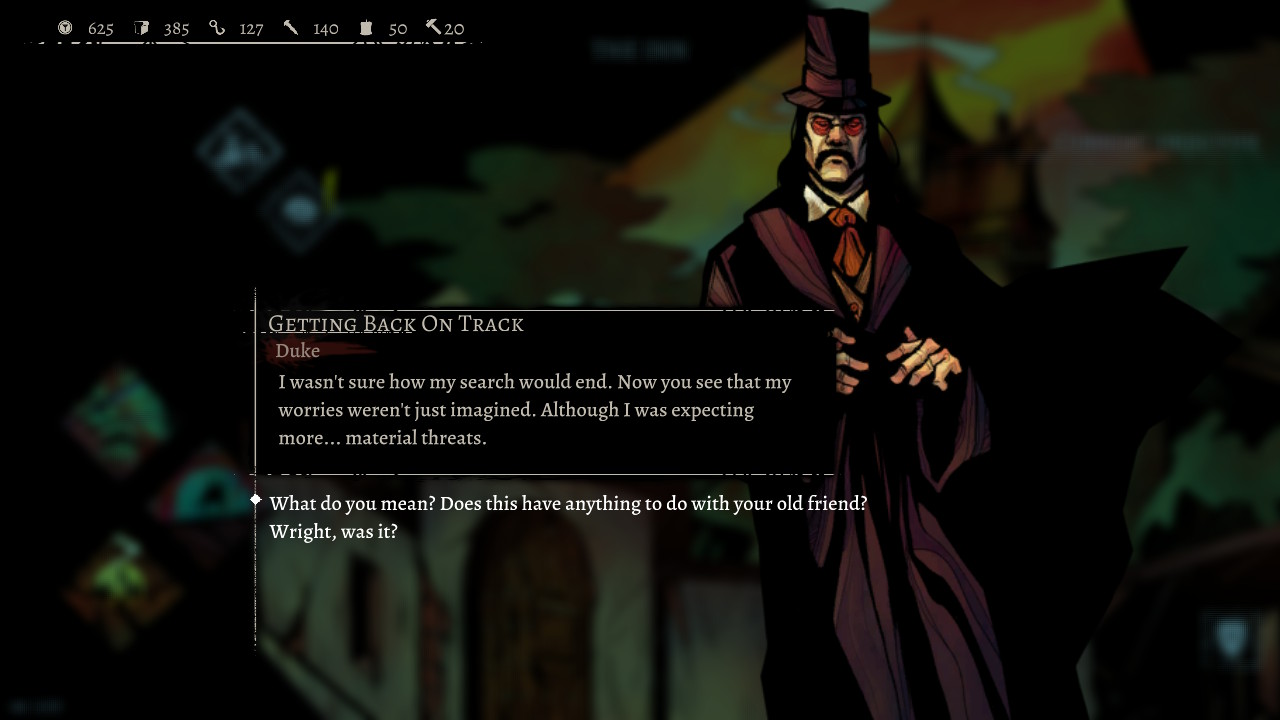 625 385 127 140 50 20
THE INN
Getting Back On Track
Duke
I wasn't sure how my search would end. Now you see that my
worries weren't just imagined. Although I was expecting
more... material threats.
What do you mean? Does this have anything to do with your old friend?
Wright, was it?